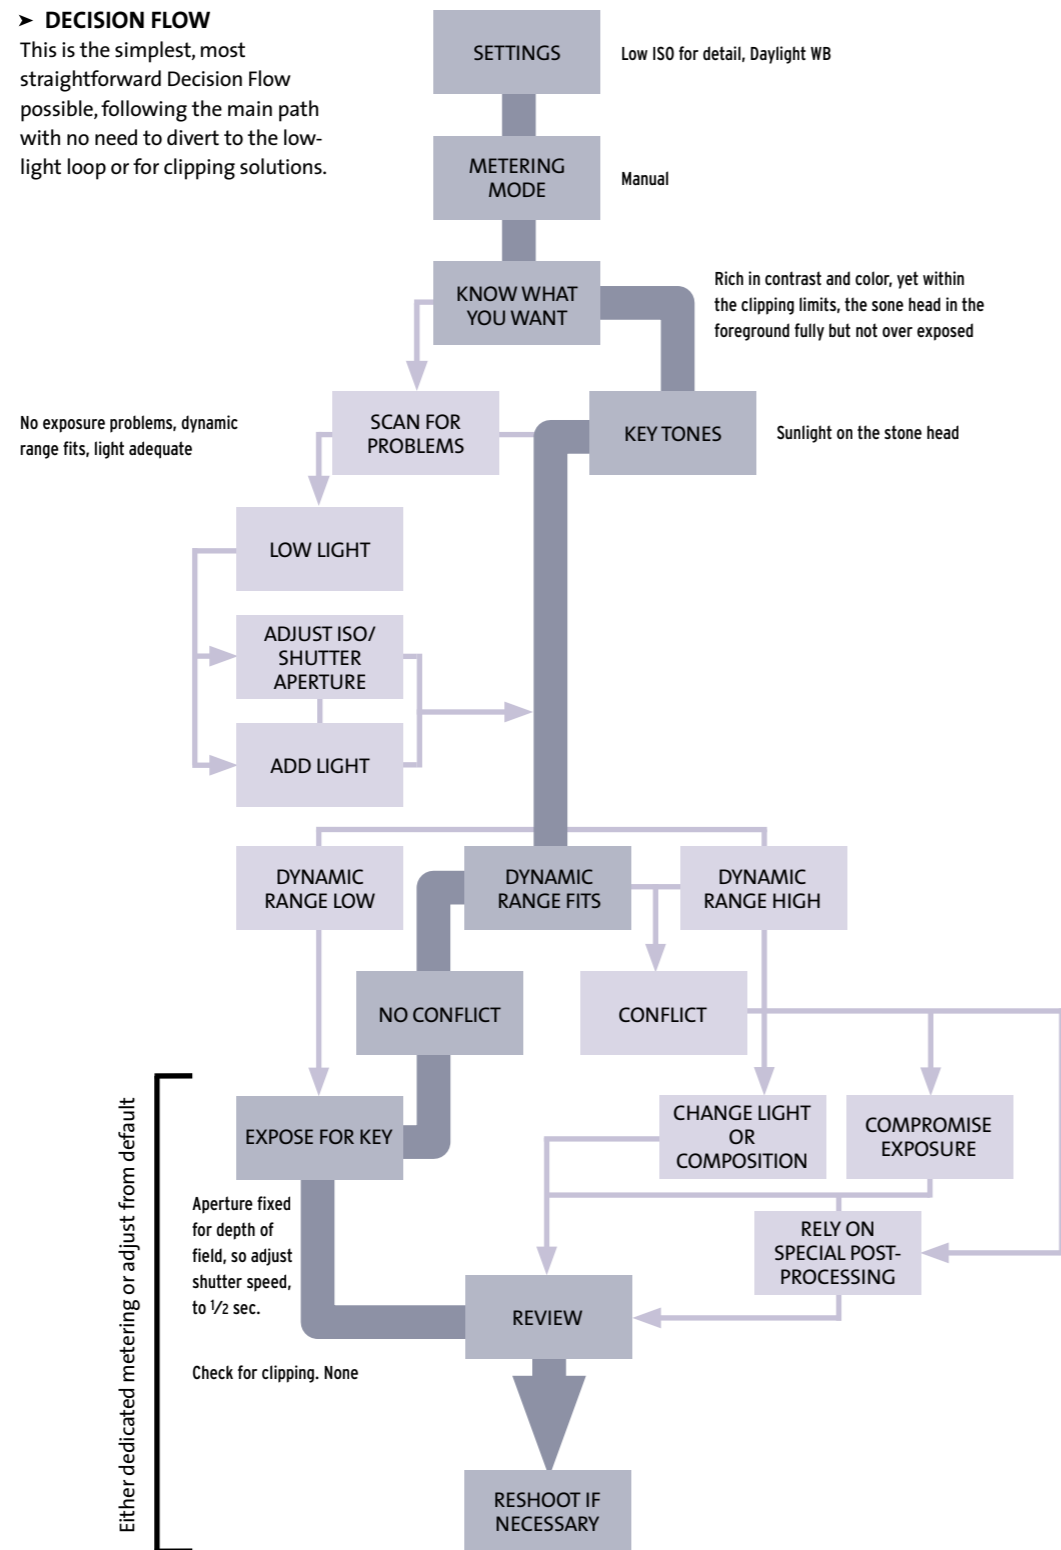 ➤ DECISION FLOW
This is the simplest, most
straightforward Decision Flow
possible, following the main path
with no need to divert to the low-
light loop or for clipping solutions.
SETTINGS
Low ISO for detail, Daylight WB
METERING
MODE
Manual
KNOW WHAT
YOU WANT
Rich in contrast and color, yet within
the clipping limits, the sone head in the
foreground fully but not over exposed
No exposure problems, dynamic
range fits, light adequate
SCAN FOR
PROBLEMS
KEY TONES
Sunlight on the stone head
LOW LIGHT
ADJUST ISO/
SHUTTER
APERTURE
ADD LIGHT
DYNAMIC
RANGE LOW
DYNAMIC
RANGE FITS
DYNAMIC
RANGE HIGH
NO CONFLICT
CONFLICT
Either dedicated metering or adjust from default
EXPOSE FOR KEY
CHANGE LIGHT
OR
COMPOSITION
COMPROMISE
EXPOSURE
Aperture fixed
for depth of
field, so adjust
shutter speed,
to 1/2 sec.
RELY ON
SPECIAL POST-
PROCESSING
REVIEW
Check for clipping. None
RESHOOT IF
NECESSARY